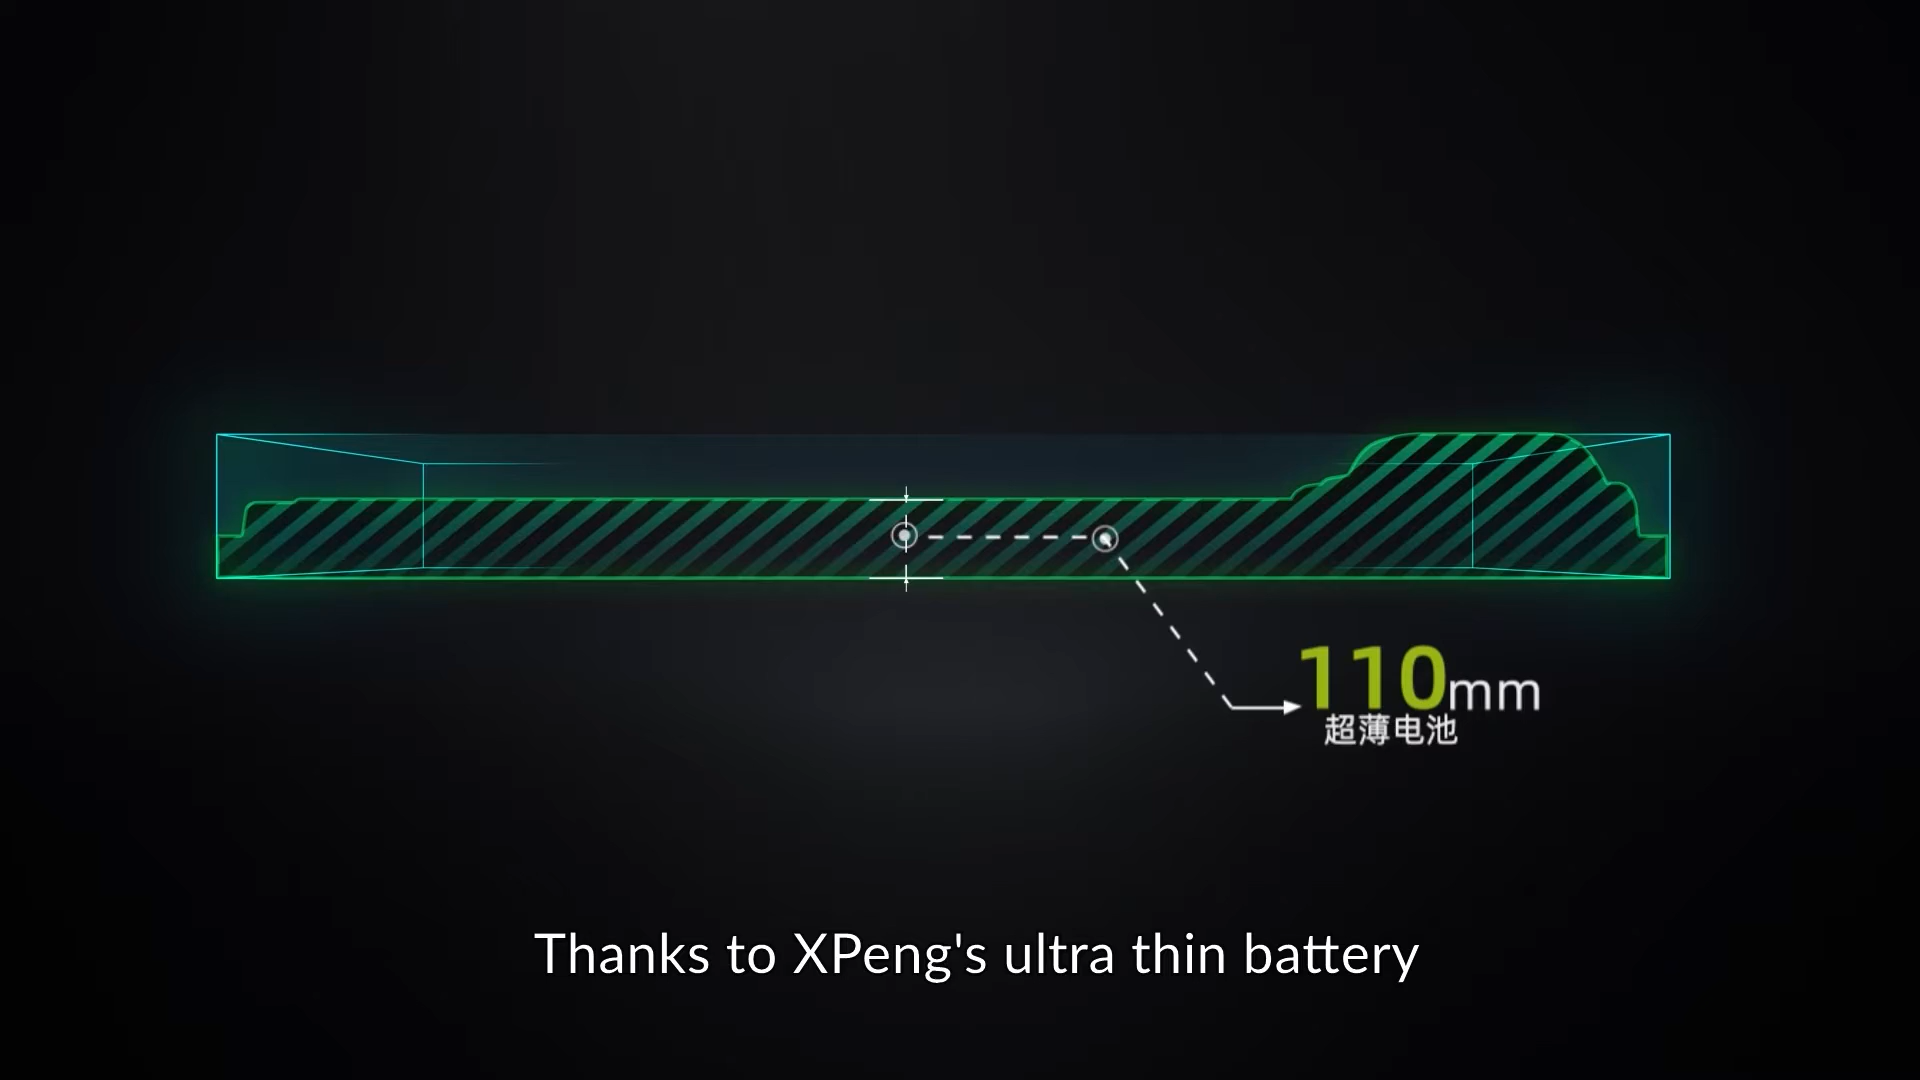 110mm
超薄电池
Thanks to XPeng's ultra thin battery